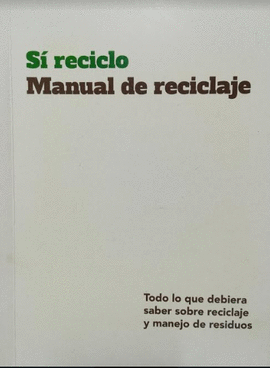 Sí reciclo
Manual de reciclaje
Todo lo que debiera
saber sobre reciclaje
y manejo de residuos